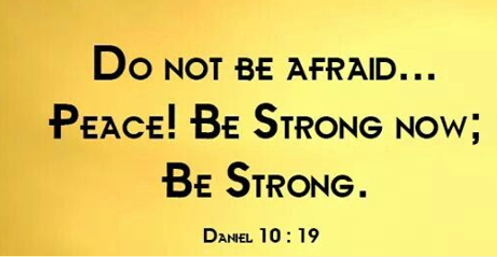 Do not be afraid...
Peace! Be Strong now;
Be Strong.
Daniel 10 : 19